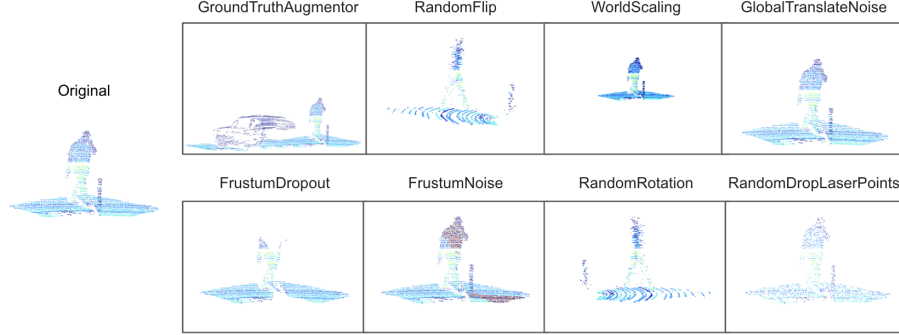 GroundTruthAugmentor RandomFlip WorldScaling GlobalTranslateNoise
Original
FrustumDropout FrustumNoise RandomRotation RandomDropLaserPoints